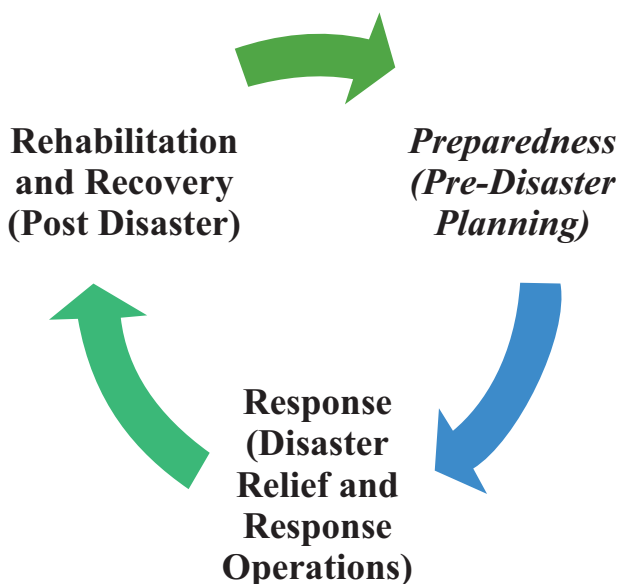 Rehabilitation
and Recovery
(Post Disaster)
Preparedness
(Pre-Disaster
Planning)
Response
(Disaster
Relief and
Response
Operations)